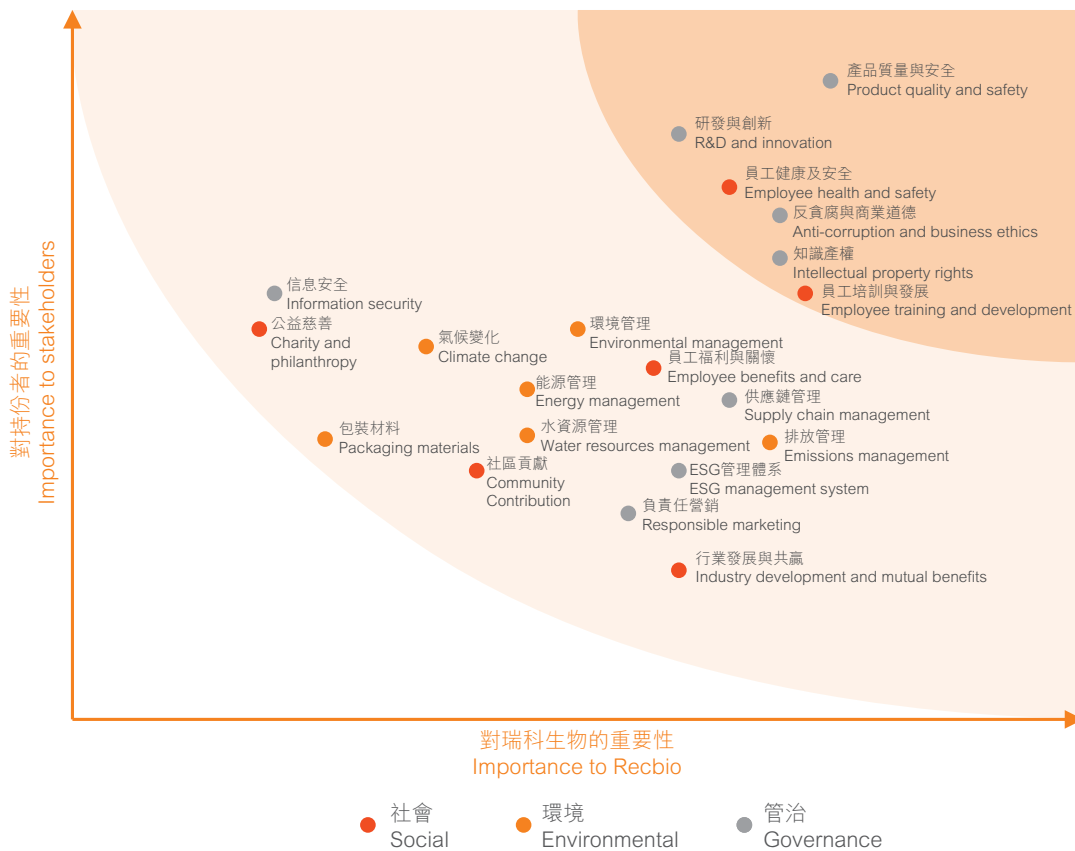 對持份者的重要性
Importance to stakeholders
產品質量與安全
Product quality and safety
研發與創新
R&D and innovation
員工健康及安全
Employee health and safety
反貪腐與商業道德
Anti-corruption and business ethics
知識產權
Intellectual property rights
員工培訓與發展
Employee training and development
信息安全
Information security
公益慈善
Charity and
philanthropy
氣候變化
Climate change
環境管理
Environmental management
員工福利與關懷
Employee benefits and care
能源管理
Energy management
供應鏈管理
Supply chain management
包裝材料
Packaging materials
水資源管理
Water resources management
排放管理
Emissions management
社區貢獻
Community
Contribution
ESG管理體系
ESG management system
負責任營銷
Responsible marketing
行業發展與共贏
Industry development and mutual benefits
對瑞科生物的重要性
Importance to Recbio
社會
Social
環境
Environmental
管治
Governance